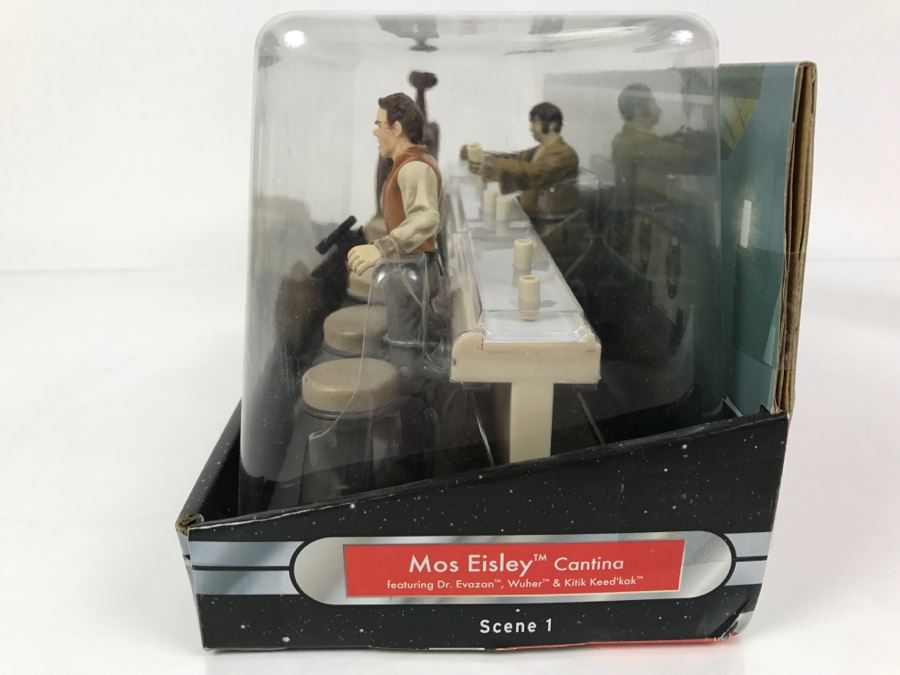 Mos Eisley™ Cantina
featuring Dr. Evazan™, Wuher™ & Kitik Keed'kak™
Scene 1